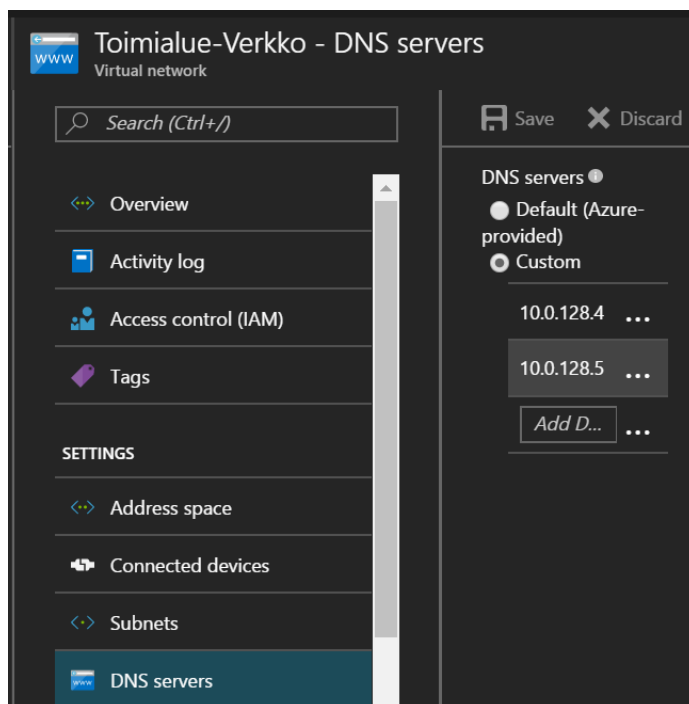 www
Toimialue-Verkko - DNS servers
Virtual network
Search (Ctrl+/)
Overview
Activity log
Access control (IAM)
Tags
SETTINGS
Address space
Connected devices
Subnets
www
DNS servers
Save
Discard
DNS servers
Default (Azure-
provided)
Custom
10.0.128.4 ...
10.0.128.5 ...
Add D... ...